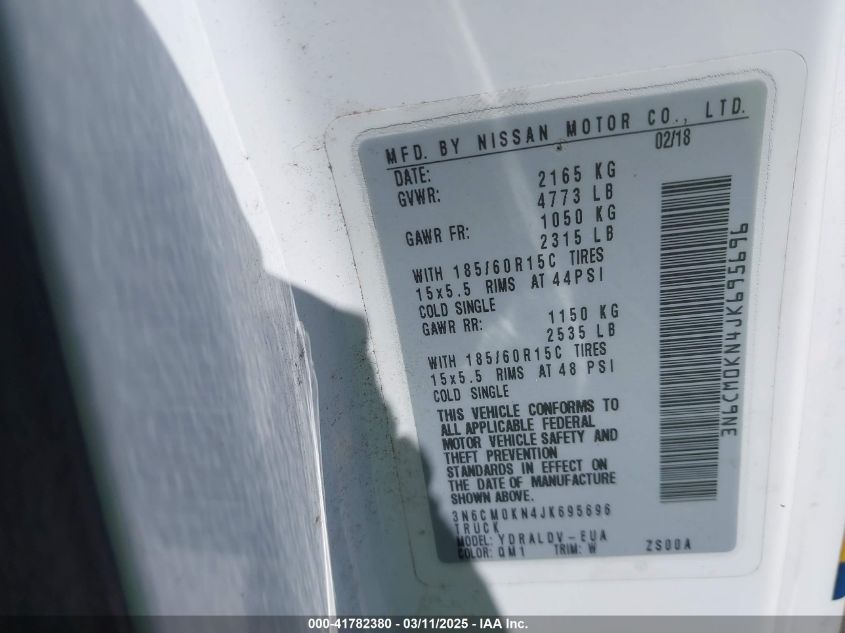 MFD. BY NISSAN MOTOR CO., LTD.
DATE: 02/18
GVWR: 2165 KG
4773 LB
GAWR FR: 1050 KG
2315 LB
WITH 185/60R15C TIRES
15x5.5 RIMS AT 44PSI
COLD SINGLE
GAWR RR: 1150 KG
2535 LB
WITH 185/60R15C TIRES
15x5.5 RIMS AT 48 PSI
COLD SINGLE
THIS VEHICLE CONFORMS TO
ALL APPLICABLE FEDERAL
MOTOR VEHICLE SAFETY AND
THEFT PREVENTION
STANDARDS IN EFFECT ON
THE DATE OF MANUFACTURE
SHOWN ABOVE.
3N6CM0KN4JK695696
TRUCK
MODEL: YDRALDV-EUA
COLOR: QM1 TRIM: W ZS00A
3N6CM0KN4JK695696
000-41782380 - 03/11/2025 - IAA Inc.